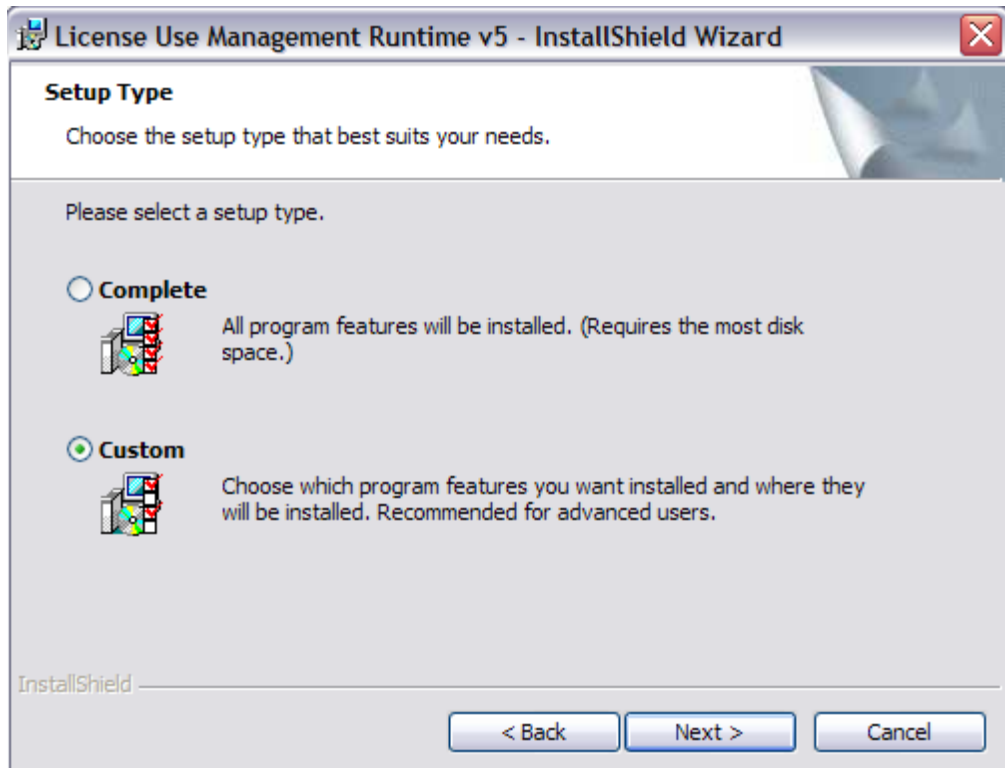 License Use Management Runtime v5 - InstallShield Wizard
Setup Type
Choose the setup type that best suits your needs.
Please select a setup type.
Complete
All program features will be installed. (Requires the most disk
space.)
Custom
Choose which program features you want installed and where they
will be installed. Recommended for advanced users.
InstallShield
< Back
Next >
Cancel